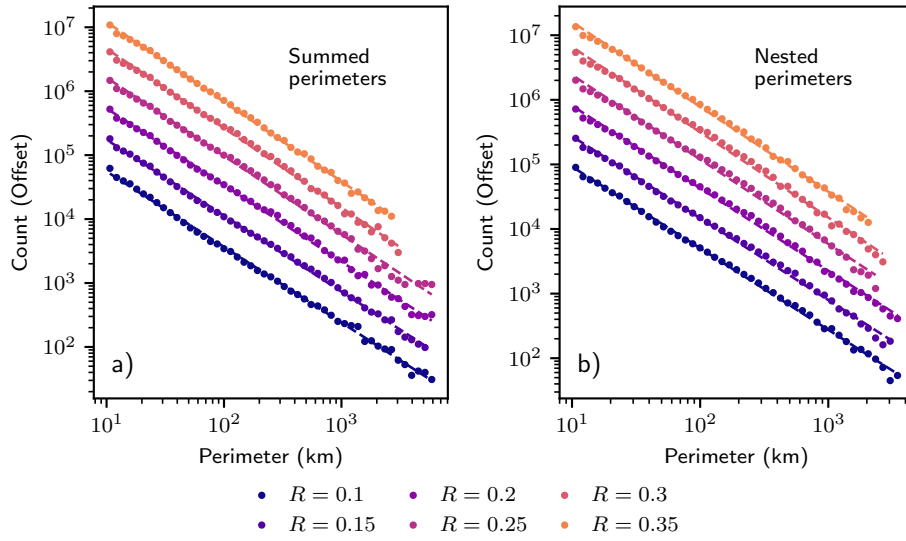 Summed
perimeters
a)
10^7
10^6
10^5
10^4
10^3
10^2
Count (Offset)
10^1
10^2
10^3
Perimeter (km)
Nested
perimeters
b)
10^7
10^6
10^5
10^4
10^3
10^2
Count (Offset)
10^1
10^2
10^3
Perimeter (km)
R = 0.1
R = 0.15
R = 0.2
R = 0.25
R = 0.3
R = 0.35